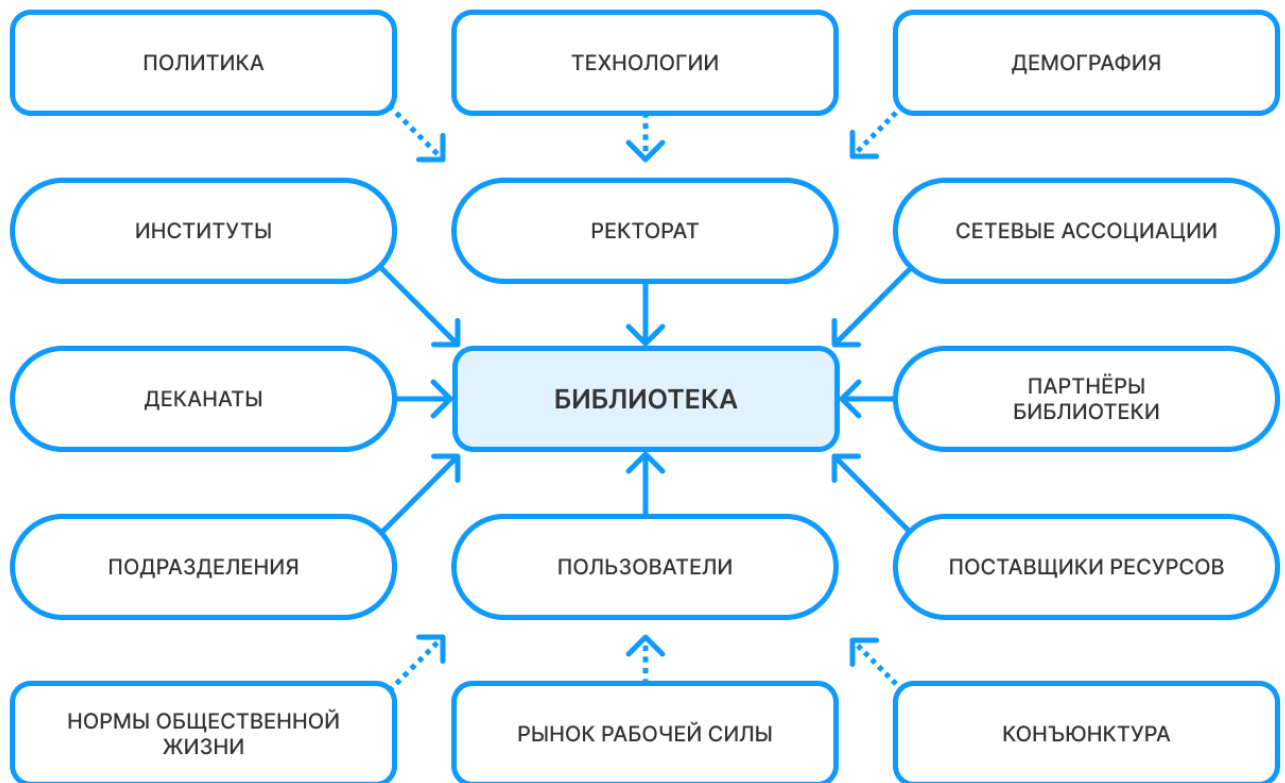 ПОЛИТИКА
ТЕХНОЛОГИИ
ДЕМОГРАФИЯ
ИНСТИТУТЫ
РЕКТОРАТ
СЕТЕВЫЕ АССОЦИАЦИИ
ДЕКАНАТЫ
БИБЛИОТЕКА
ПАРТНЁРЫ
БИБЛИОТЕКИ
ПОДРАЗДЕЛЕНИЯ
ПОЛЬЗОВАТЕЛИ
ПОСТАВЩИКИ РЕСУРСОВ
НОРМЫ ОБЩЕСТВЕННОЙ
ЖИЗНИ
РЫНОК РАБОЧЕЙ СИЛЫ
КОНЪЮНКТУРА